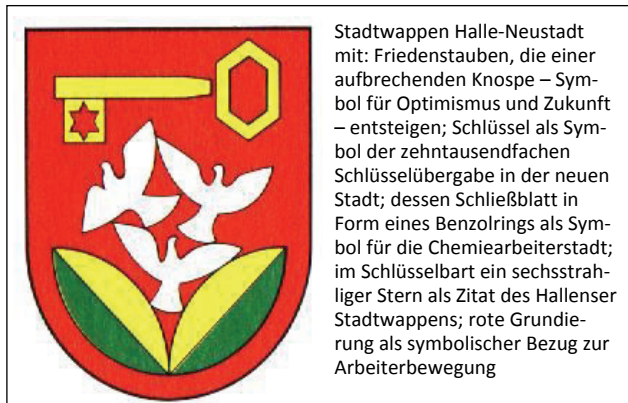 Stadtwappen Halle-Neustadt
mit: Friedenstauben, die einer
aufbrechenden Knospe – Sym-
bol für Optimismus und Zukunft
– entsteigen; Schlüssel als Sym-
bol der zehntausendfachen
Schlüsselübergabe in der neuen
Stadt; dessen Schließblatt in
Form eines Benzolrings als Sym-
bol für die Chemiearbeiterstadt;
im Schlüsselbart ein sechsstrah-
liger Stern als Zitat des Hallenser
Stadtwappens; rote Grundie-
rung als symbolischer Bezug zur
Arbeiterbewegung